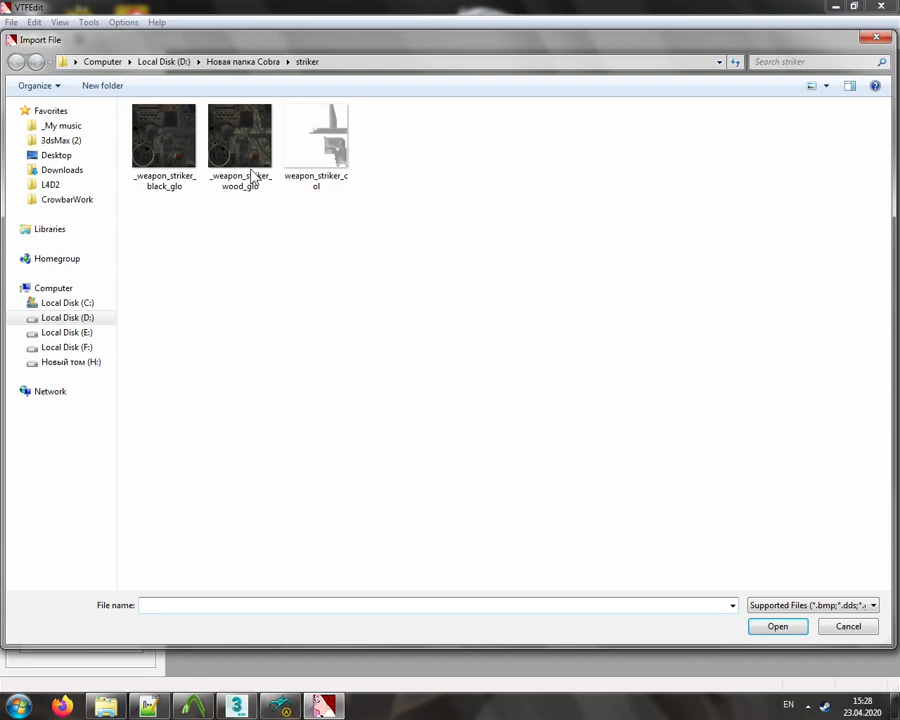 VTFEdit
File Edit View Tools Options Help
Import File
Computer Local Disk (D:) Новая папка Cobra striker
Search striker
Organize New folder
Favorites
_My music
3dsMax (2)
Desktop
Downloads
L4D2
CrowbarWork
Libraries
Homegroup
Computer
Local Disk (C:)
Local Disk (D:)
Local Disk (E:)
Local Disk (F:)
Новый том (H:)
Network
_weapon_striker_
black_glo
_weapon_striker_
wood_glo
weapon_striker_c
ol
File name:
Supported Files (*.bmp;*.dds;*.
Open Cancel
EN
15:28
23.04.2020